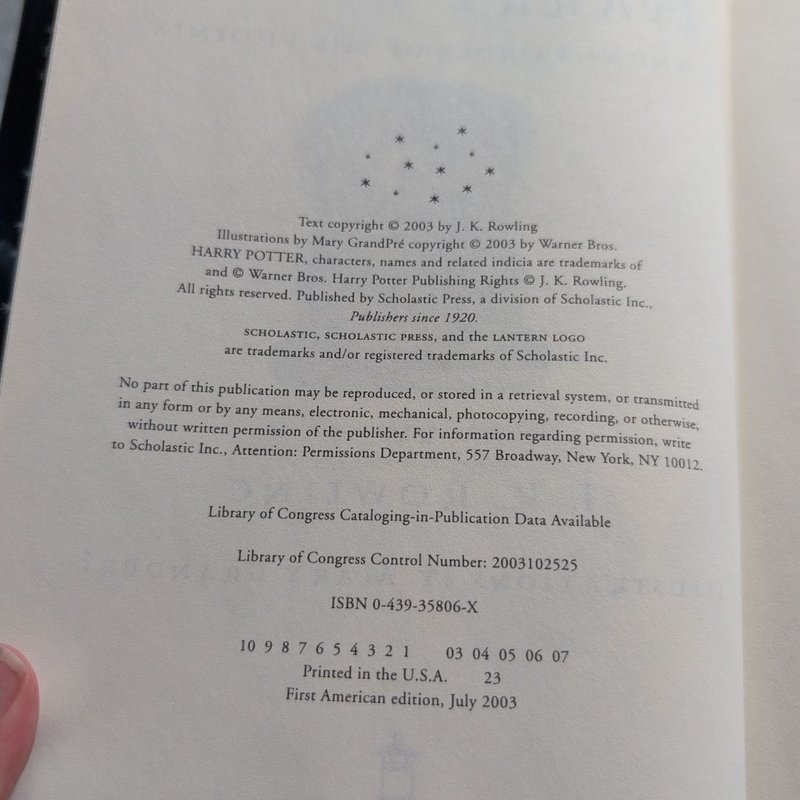 Text copyright © 2003 by J. K. Rowling
Illustrations by Mary GrandPré copyright © 2003 by Warner Bros.
HARRY POTTER, characters, names and related indicia are trademarks of
and © Warner Bros. Harry Potter Publishing Rights © J. K. Rowling.
All rights reserved. Published by Scholastic Press, a division of Scholastic Inc.,
Publishers since 1920.
SCHOLASTIC, SCHOLASTIC PRESS, and the LANTERN LOGO
are trademarks and/or registered trademarks of Scholastic Inc.
No part of this publication may be reproduced, or stored in a retrieval system, or transmitted
in any form or by any means, electronic, mechanical, photocopying, recording, or otherwise,
without written permission of the publisher. For information regarding permission, write
to Scholastic Inc., Attention: Permissions Department, 557 Broadway, New York, NY 10012.
Library of Congress Cataloging-in-Publication Data Available
Library of Congress Control Number: 2003102525
ISBN 0-439-35806-X
10 9 8 7 6 5 4 3 2 1 03 04 05 06 07
Printed in the U.S.A. 23
First American edition, July 2003